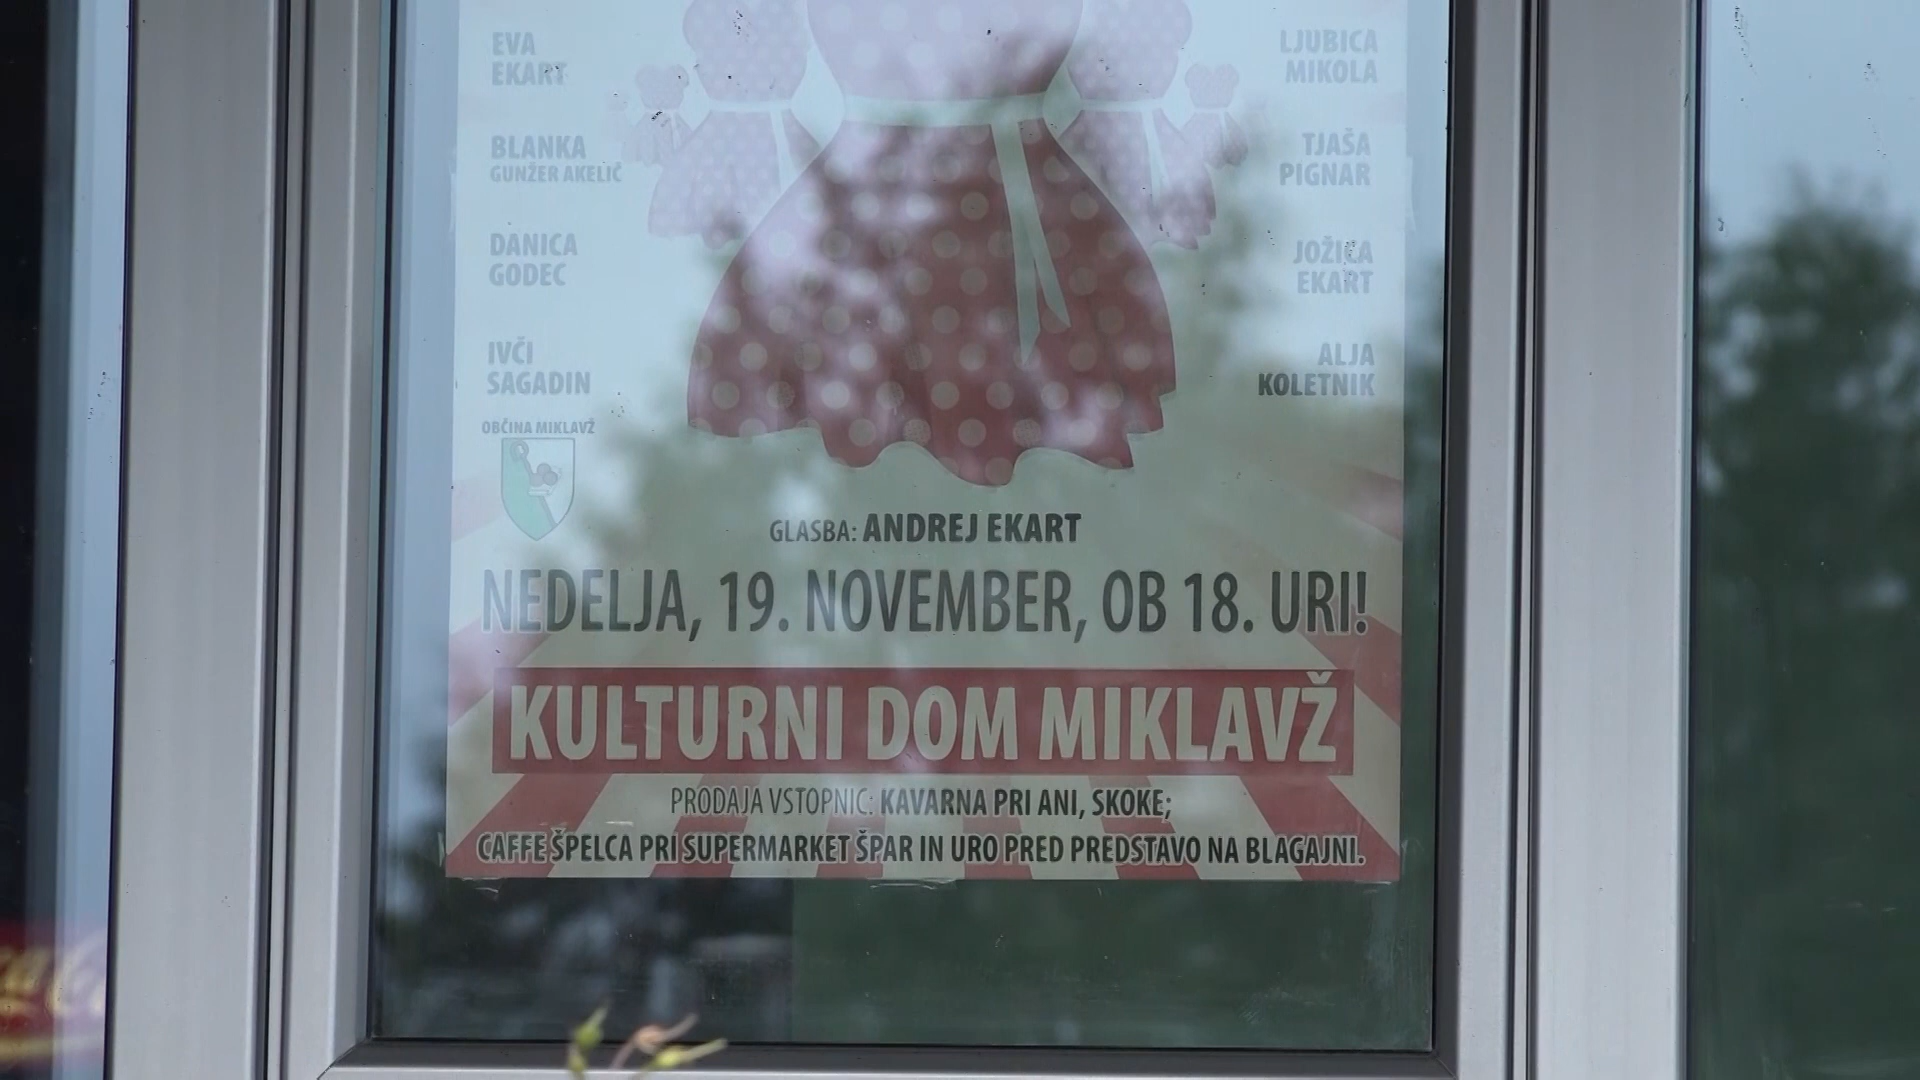 EVA
EKART
BLANKA
GUNŽER AKELIČ
DANICA
GODEC
IVČI
SAGADIN
LJUBICA
MIKOLA
TJAŠA
PIGNAR
JOŽICA
EKART
ALJA
KOLETNIK
OBČINA MIKLAVŽ
GLASBA: ANDREJ EKART
NEDELJA, 19. NOVEMBER, OB 18. URI!
KULTURNI DOM MIKLAVŽ
PRODAJA VSTOPNIC: KAVARNA PRI ANI, SKOKE;
CAFFE ŠPELCA PRI SUPERMARKET ŠPAR IN URO PRED PREDSTAVO NA BLAGAJNI.